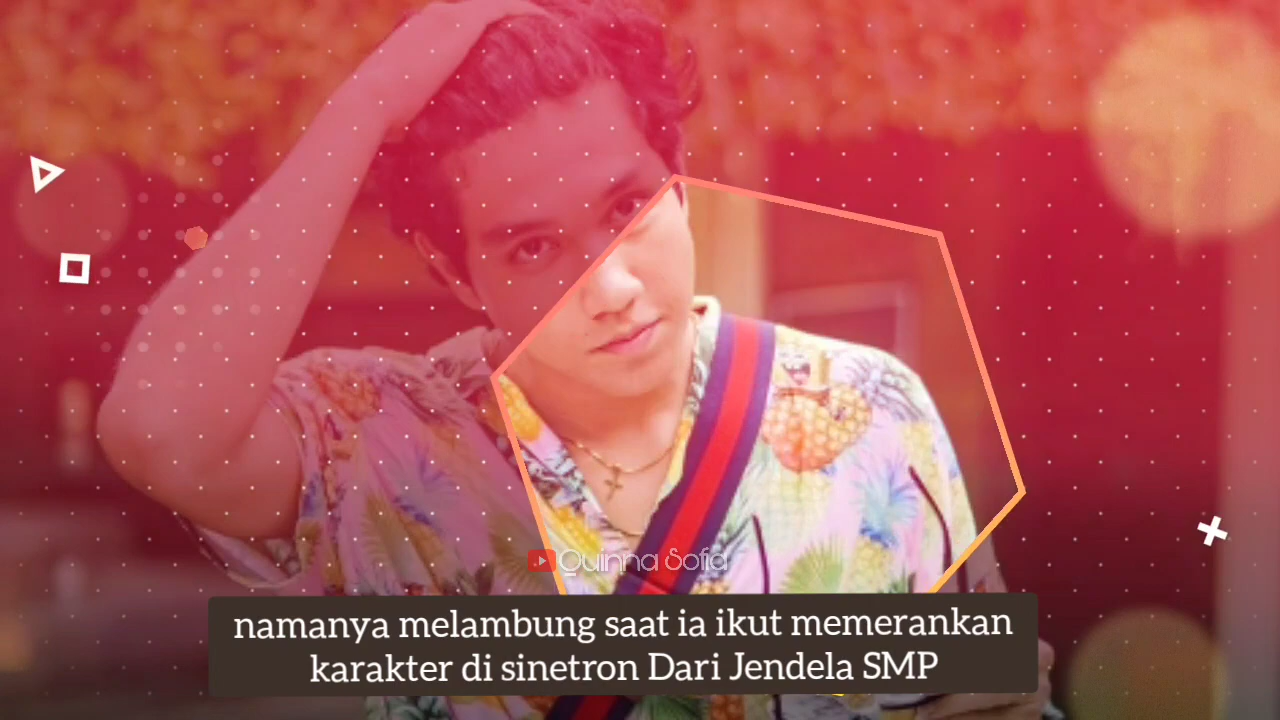 Quinna Sofia
namanya melambung saat ia ikut memerankan
karakter di sinetron Dari Jendela SMP